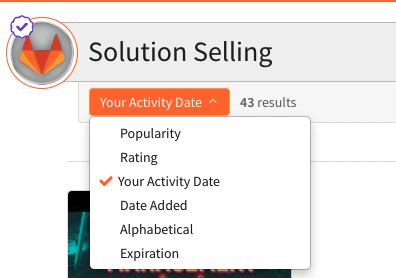 Solution Selling
Your Activity Date
43 results
Popularity
Rating
Your Activity Date
Date Added
Alphabetical
Expiration